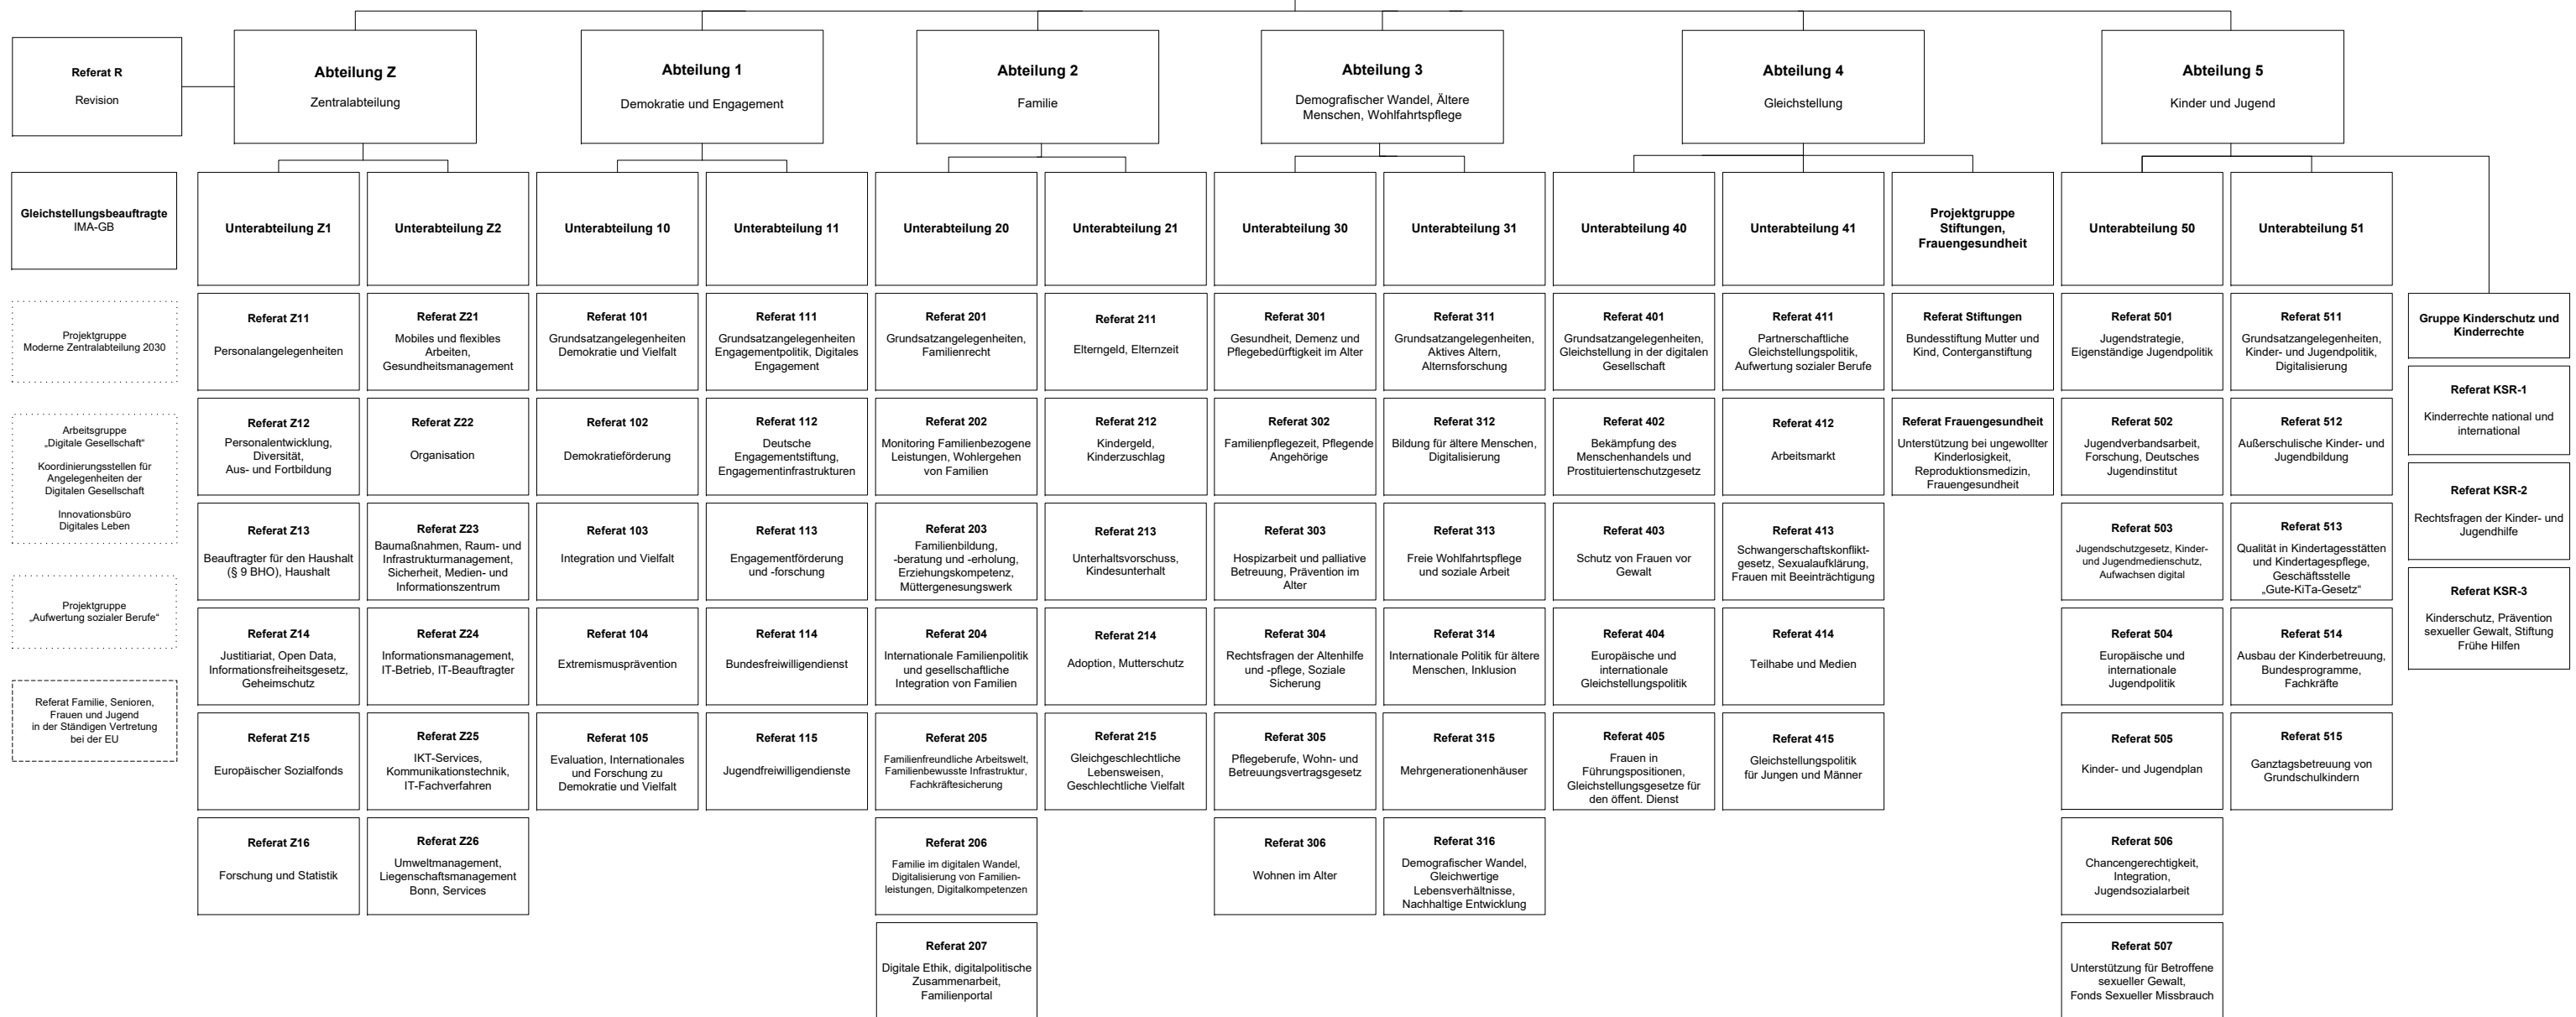 Referat R
Revision
Abteilung Z
Zentralabteilung
Abteilung 1
Demokratie und Engagement
Abteilung 2
Familie
Abteilung 3
Demografischer Wandel, Ältere
Menschen, Wohlfahrtspflege
Abteilung 4
Gleichstellung
Abteilung 5
Kinder und Jugend
Gleichstellungsbeauftragte
IMA-GB
Projektgruppe
Moderne Zentralabteilung 2030
Arbeitsgruppe
„Digitale Gesellschaft“
Koordinierungsstellen für
Angelegenheiten der
Digitalen Gesellschaft
Innovationsbüro
Digitales Leben
Projektgruppe
„Aufwertung sozialer Berufe“
Referat Familie, Senioren,
Frauen und Jugend
in der Ständigen Vertretung
bei der EU
Unterabteilung Z1
Referat Z11
Personalangelegenheiten
Referat Z12
Personalentwicklung,
Diversität,
Aus- und Fortbildung
Referat Z13
Beauftragter für den Haushalt
(§ 9 BHO), Haushalt
Referat Z14
Justitiariat, Open Data,
Informationsfreiheitsgesetz,
Geheimschutz
Referat Z15
Europäischer Sozialfonds
Referat Z16
Forschung und Statistik
Unterabteilung Z2
Referat Z21
Mobiles und flexibles
Arbeiten,
Gesundheitsmanagement
Referat Z22
Organisation
Referat Z23
Baumaßnahmen, Raum- und
Infrastrukturmanagement,
Sicherheit, Medien- und
Informationszentrum
Referat Z24
Informationsmanagement,
IT-Betrieb, IT-Beauftragter
Referat Z25
IKT-Services,
Kommunikationstechnik,
IT-Fachverfahren
Referat Z26
Umweltmanagement,
Liegenschaftsmanagement
Bonn, Services
Unterabteilung 10
Referat 101
Grundsatzangelegenheiten
Demokratie und Vielfalt
Referat 102
Demokratieförderung
Referat 103
Integration und Vielfalt
Referat 104
Extremismusprävention
Referat 105
Evaluation, Internationales
und Forschung zu
Demokratie und Vielfalt
Unterabteilung 11
Referat 111
Grundsatzangelegenheiten
Engagementpolitik, Digitales
Engagement
Referat 112
Deutsche
Engagementstiftung,
Engagementinfrastrukturen
Referat 113
Engagementförderung
und -forschung
Referat 114
Bundesfreiwilligendienst
Referat 115
Jugendfreiwilligendienste
Unterabteilung 20
Referat 201
Grundsatzangelegenheiten,
Familienrecht
Referat 202
Monitoring Familienbezogene
Leistungen, Wohlergehen
von Familien
Referat 203
Familienbildung,
-beratung und -erholung,
Erziehungskompetenz,
Müttergenesungswerk
Referat 204
Internationale Familienpolitik
und gesellschaftliche
Integration von Familien
Referat 205
Familienfreundliche Arbeitswelt,
Familienbewusste Infrastruktur,
Fachkräftesicherung
Referat 206
Familie im digitalen Wandel,
Digitalisierung von Familien-
leistungen, Digitalkompetenzen
Referat 207
Digitale Ethik, digitalpolitische
Zusammenarbeit,
Familienportal
Unterabteilung 21
Referat 211
Elterngeld, Elternzeit
Referat 212
Kindergeld,
Kinderzuschlag
Referat 213
Unterhaltsvorschuss,
Kindesunterhalt
Referat 214
Adoption, Mutterschutz
Referat 215
Gleichgeschlechtliche
Lebensweisen,
Geschlechtliche Vielfalt
Unterabteilung 30
Referat 301
Gesundheit, Demenz und
Pflegebedürftigkeit im Alter
Referat 302
Familienpflegezeit, Pflegende
Angehörige
Referat 303
Hospizarbeit und palliative
Betreuung, Prävention im
Alter
Referat 304
Rechtsfragen der Altenhilfe
und -pflege, Soziale
Sicherung
Referat 305
Pflegeberufe, Wohn- und
Betreuungsvertragsgesetz
Referat 306
Wohnen im Alter
Unterabteilung 31
Referat 311
Grundsatzangelegenheiten,
Aktives Altern,
Alternsforschung
Referat 312
Bildung für ältere Menschen,
Digitalisierung
Referat 313
Freie Wohlfahrtspflege
und soziale Arbeit
Referat 314
Internationale Politik für ältere
Menschen, Inklusion
Referat 315
Mehrgenerationenhäuser
Referat 316
Demografischer Wandel,
Gleichwertige
Lebensverhältnisse,
Nachhaltige Entwicklung
Unterabteilung 40
Referat 401
Grundsatzangelegenheiten,
Gleichstellung in der digitalen
Gesellschaft
Referat 402
Bekämpfung des
Menschenhandels und
Prostituiertenschutzgesetz
Referat 403
Schutz von Frauen vor
Gewalt
Referat 404
Europäische und
internationale
Gleichstellungspolitik
Referat 405
Frauen in
Führungspositionen,
Gleichstellungsgesetze für
den öffent. Dienst
Unterabteilung 41
Referat 411
Partnerschaftliche
Gleichstellungspolitik,
Aufwertung sozialer Berufe
Referat 412
Arbeitsmarkt
Referat 413
Schwangerschaftskonflikt-
gesetz, Sexualaufklärung,
Frauen mit Beeinträchtigung
Referat 414
Teilhabe und Medien
Referat 415
Gleichstellungspolitik
für Jungen und Männer
Projektgruppe
Stiftungen,
Frauengesundheit
Referat Stiftungen
Bundesstiftung Mutter und
Kind, Conterganstiftung
Referat Frauengesundheit
Unterstützung bei ungewollter
Kinderlosigkeit,
Reproduktionsmedizin,
Frauengesundheit
Unterabteilung 50
Referat 501
Jugendstrategie,
Eigenständige Jugendpolitik
Referat 502
Jugendverbandsarbeit,
Forschung, Deutsches
Jugendinstitut
Referat 503
Jugendschutzgesetz, Kinder-
und Jugendmedienschutz,
Aufwachsen digital
Referat 504
Europäische und
internationale
Jugendpolitik
Referat 505
Kinder- und Jugendplan
Referat 506
Chancengerechtigkeit,
Integration,
Jugendsozialarbeit
Referat 507
Unterstützung für Betroffene
sexueller Gewalt,
Fonds Sexueller Missbrauch
Unterabteilung 51
Referat 511
Grundsatzangelegenheiten,
Kinder- und Jugendpolitik,
Digitalisierung
Referat 512
Außerschulische Kinder- und
Jugendbildung
Referat 513
Qualität in Kindertagesstätten
und Kindertagespflege,
Geschäftsstelle
„Gute-KiTa-Gesetz“
Referat 514
Ausbau der Kinderbetreuung,
Bundesprogramme,
Fachkräfte
Referat 515
Ganztagsbetreuung von
Grundschulkindern
Gruppe Kinderschutz und
Kinderrechte
Referat KSR-1
Kinderrechte national und
international
Referat KSR-2
Rechtsfragen der Kinder- und
Jugendhilfe
Referat KSR-3
Kinderschutz, Prävention
sexueller Gewalt, Stiftung
Frühe Hilfen